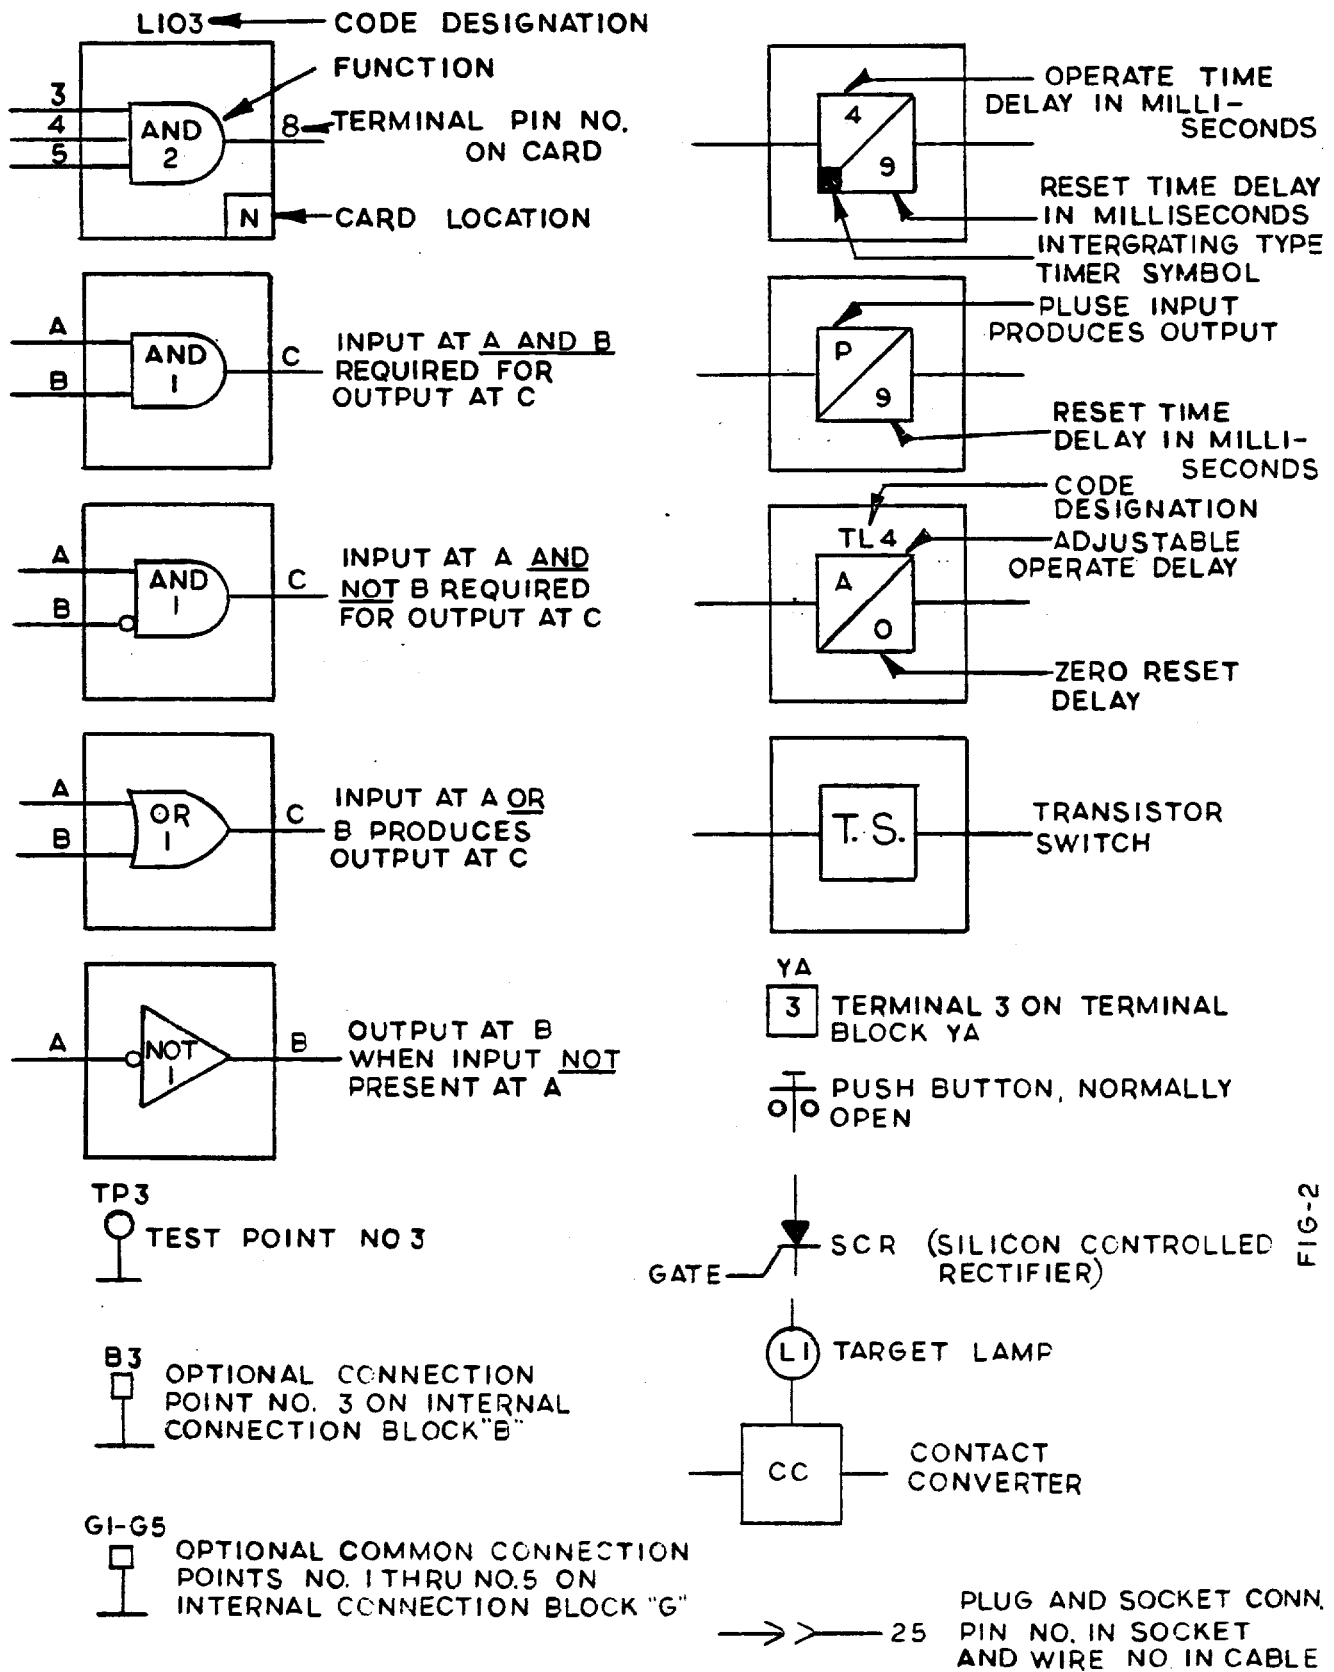 L103 CODE DESIGNATION
FUNCTION
3
4
5
AND
2
8
TERMINAL PIN NO.
ON CARD
N
CARD LOCATION
A
B
AND
1
C
INPUT AT A AND B
REQUIRED FOR
OUTPUT AT C
A
B
AND
1
C
INPUT AT A AND
NOT B REQUIRED
FOR OUTPUT AT C
A
B
OR
1
C
INPUT AT A OR
B PRODUCES
OUTPUT AT C
A
NOT
1
B
OUTPUT AT B
WHEN INPUT NOT
PRESENT AT A
TP3
TEST POINT NO 3
B3
OPTIONAL CONNECTION
POINT NO. 3 ON INTERNAL
CONNECTION BLOCK "B"
G1-G5
OPTIONAL COMMON CONNECTION
POINTS NO. 1 THRU NO. 5 ON
INTERNAL CONNECTION BLOCK "G"
4
9
OPERATE TIME
DELAY IN MILLI-
SECONDS
RESET TIME DELAY
IN MILLISECONDS
INTERGRATING TYPE
TIMER SYMBOL
P
9
PLUSE INPUT
PRODUCES OUTPUT
RESET TIME
DELAY IN MILLI-
SECONDS
TL4
A
0
CODE
DESIGNATION
ADJUSTABLE
OPERATE DELAY
ZERO RESET
DELAY
T.S.
TRANSISTOR
SWITCH
YA
3
TERMINAL 3 ON TERMINAL
BLOCK YA
PUSH BUTTON, NORMALLY
OPEN
GATE
SCR (SILICON CONTROLLED
RECTIFIER)
L1
TARGET LAMP
CC
CONTACT
CONVERTER
25
PLUG AND SOCKET CONN.
PIN NO. IN SOCKET
AND WIRE NO. IN CABLE
FIG-2